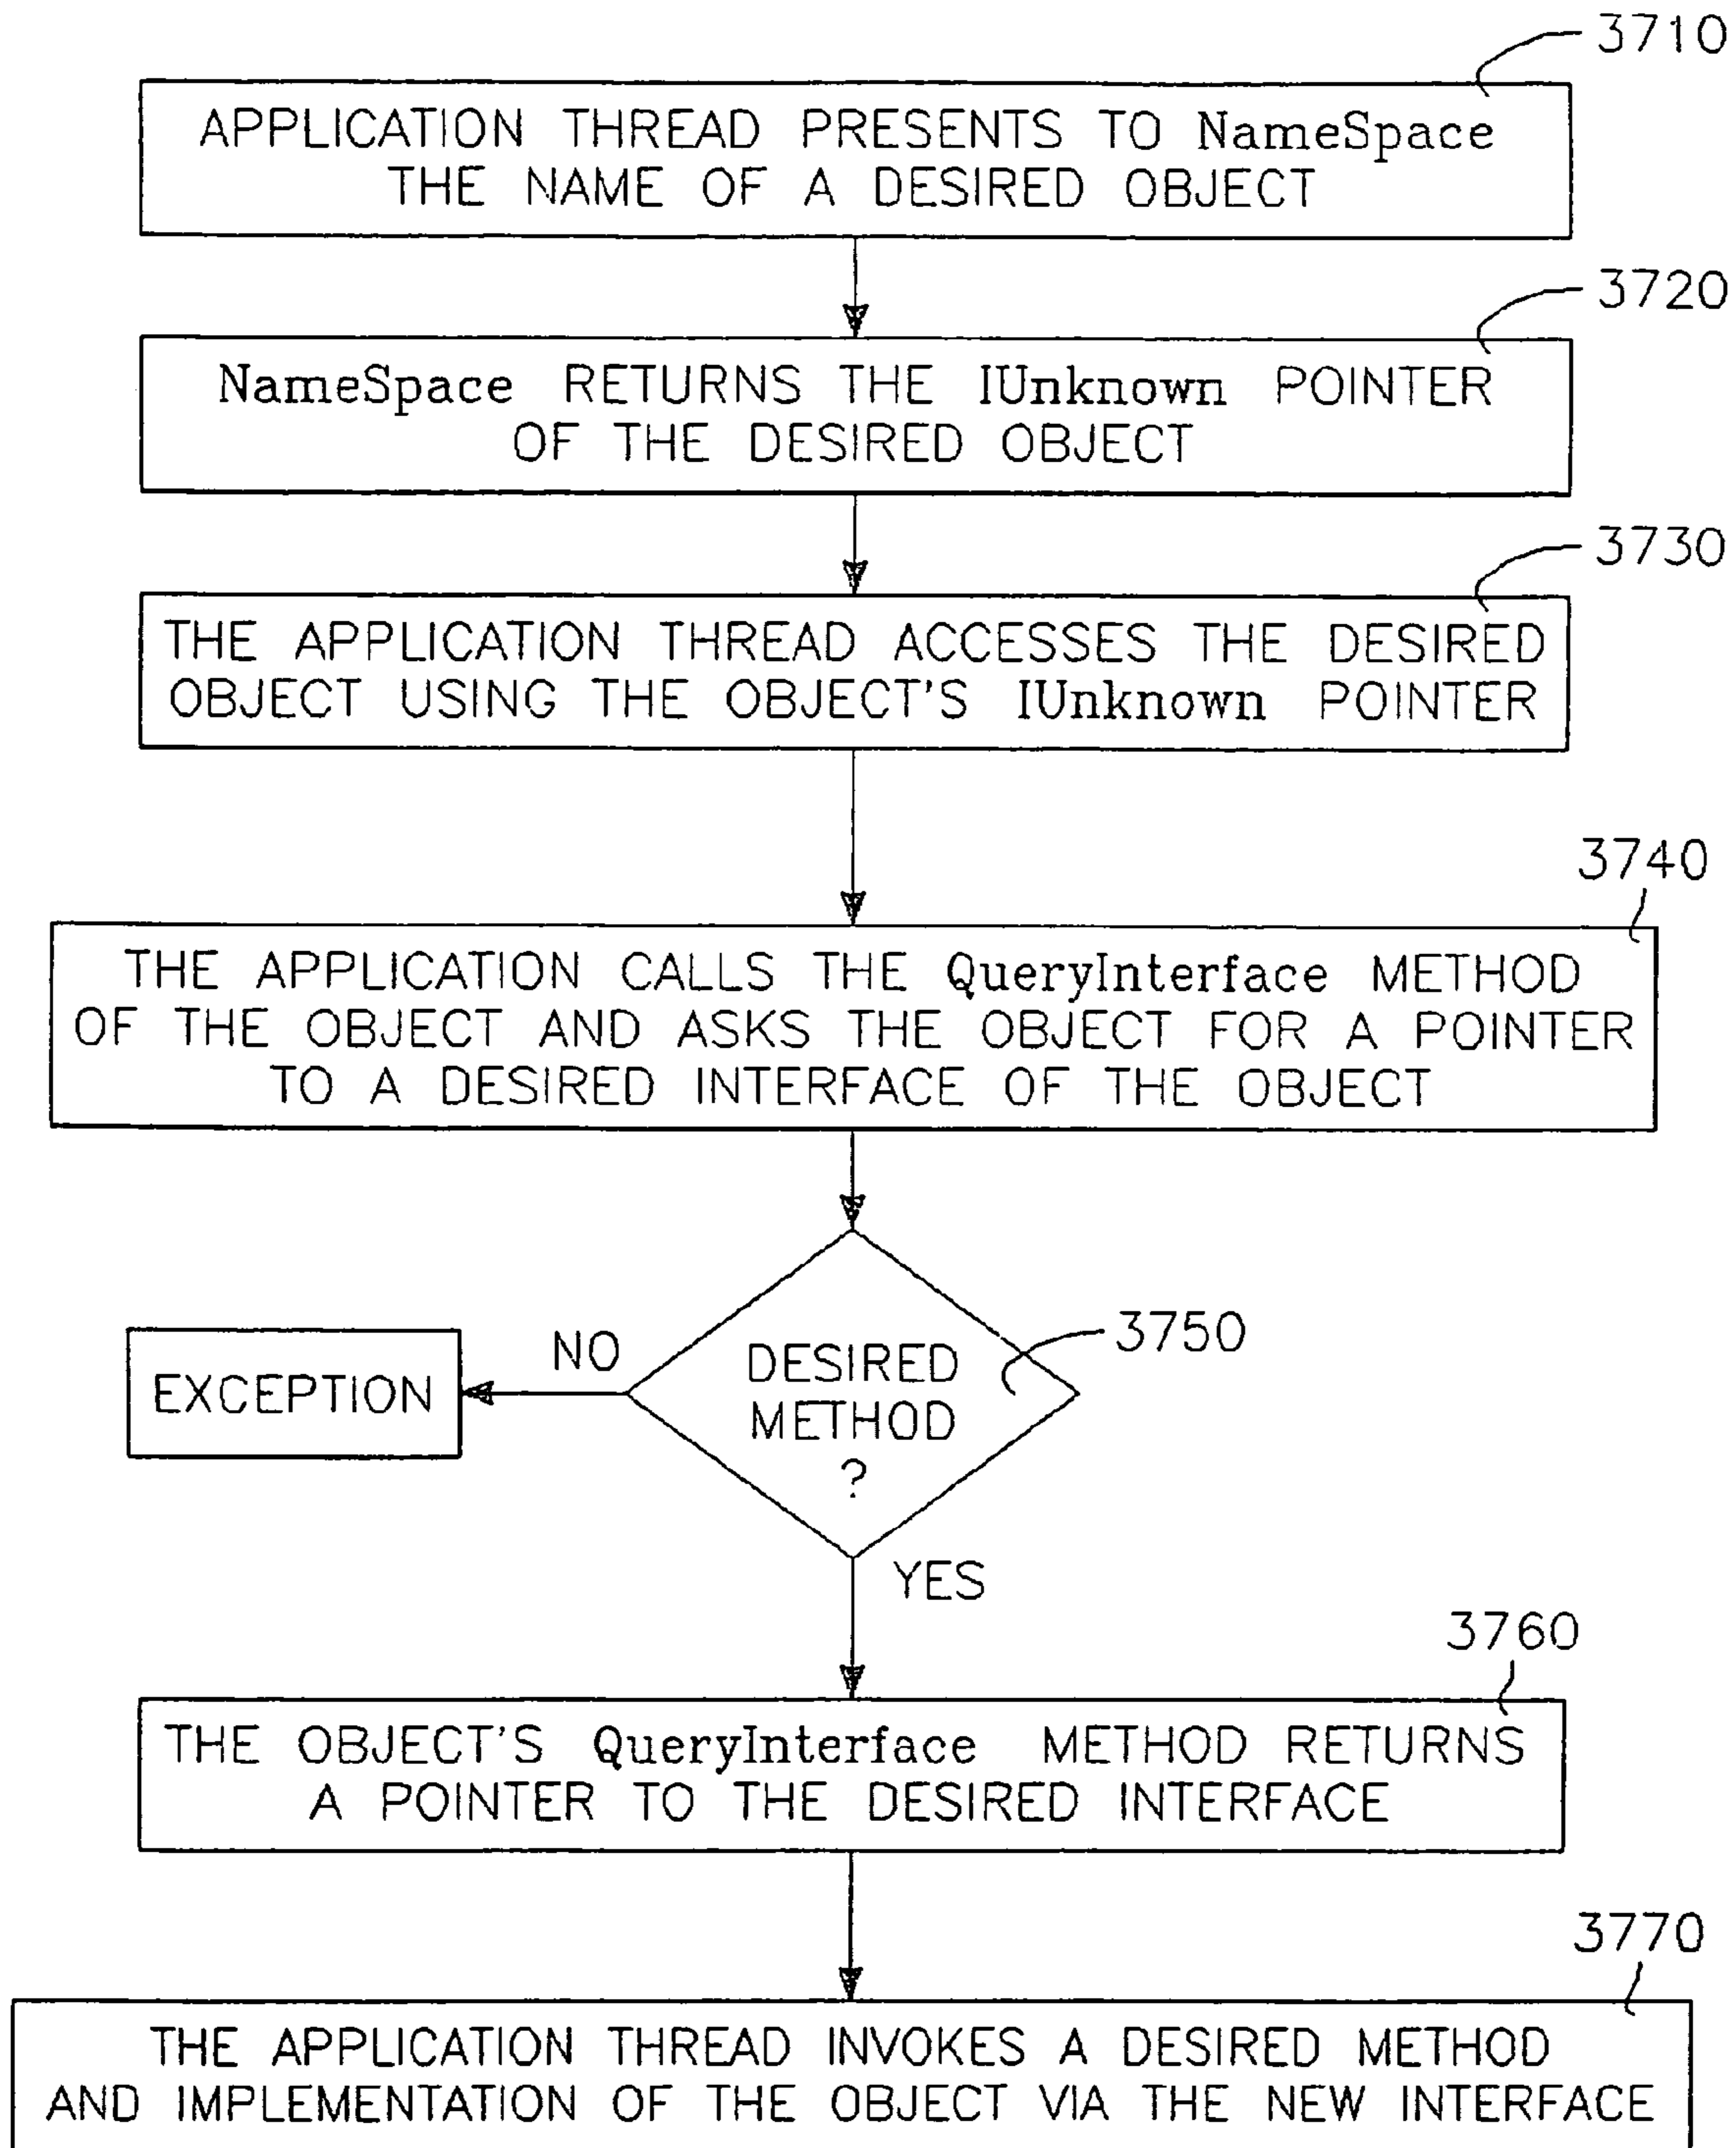 3710
APPLICATION THREAD PRESENTS TO NameSpace
THE NAME OF A DESIRED OBJECT
3720
NameSpace RETURNS THE IUnknown POINTER
OF THE DESIRED OBJECT
3730
THE APPLICATION THREAD ACCESSES THE DESIRED
OBJECT USING THE OBJECT'S IUnknown POINTER
3740
THE APPLICATION CALLS THE QueryInterface METHOD
OF THE OBJECT AND ASKS THE OBJECT FOR A POINTER
TO A DESIRED INTERFACE OF THE OBJECT
3750
DESIRED
METHOD
?
NO
EXCEPTION
YES
3760
THE OBJECT'S QueryInterface METHOD RETURNS
A POINTER TO THE DESIRED INTERFACE
3770
THE APPLICATION THREAD INVOKES A DESIRED METHOD
AND IMPLEMENTATION OF THE OBJECT VIA THE NEW INTERFACE